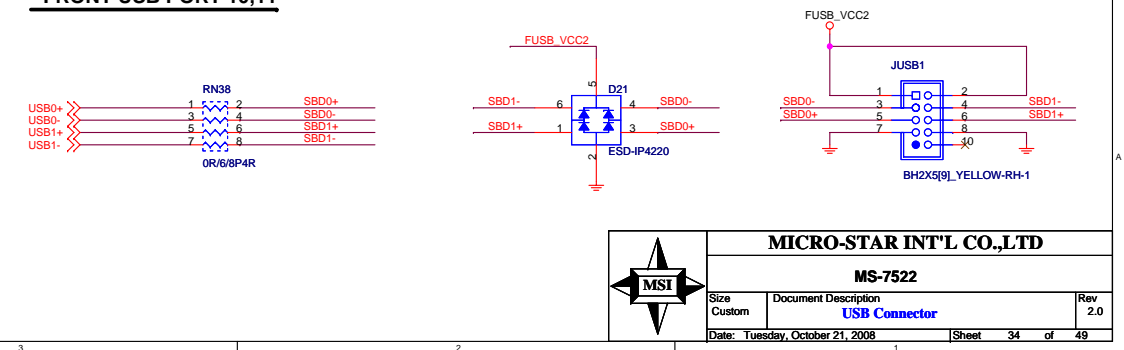 FUSB_VCC2
FUSB_VCC2
JUSB1
RN38
5
D21
1 2
USB0+ 1 2 SBD0+
USB0- 3 4 SBD0-
USB1+ 5 6 SBD1+
USB1- 7 8 SBD1-
0R/6/8P4R
SBD1- 6 4 SBD0-
SBD1+ 1 3 SBD0+
2
ESD-IP4220
SBD0- 3 4 SBD1-
SBD0+ 5 6 SBD1+
7 8
10
BH2X5[9]_YELLOW-RH-1
A
MSI
MICRO-STAR INT'L CO.,LTD
MS-7522
Size Document Description Rev
Custom USB Connector 2.0
Date: Tuesday, October 21, 2008 Sheet 34 of 49
3 2 1